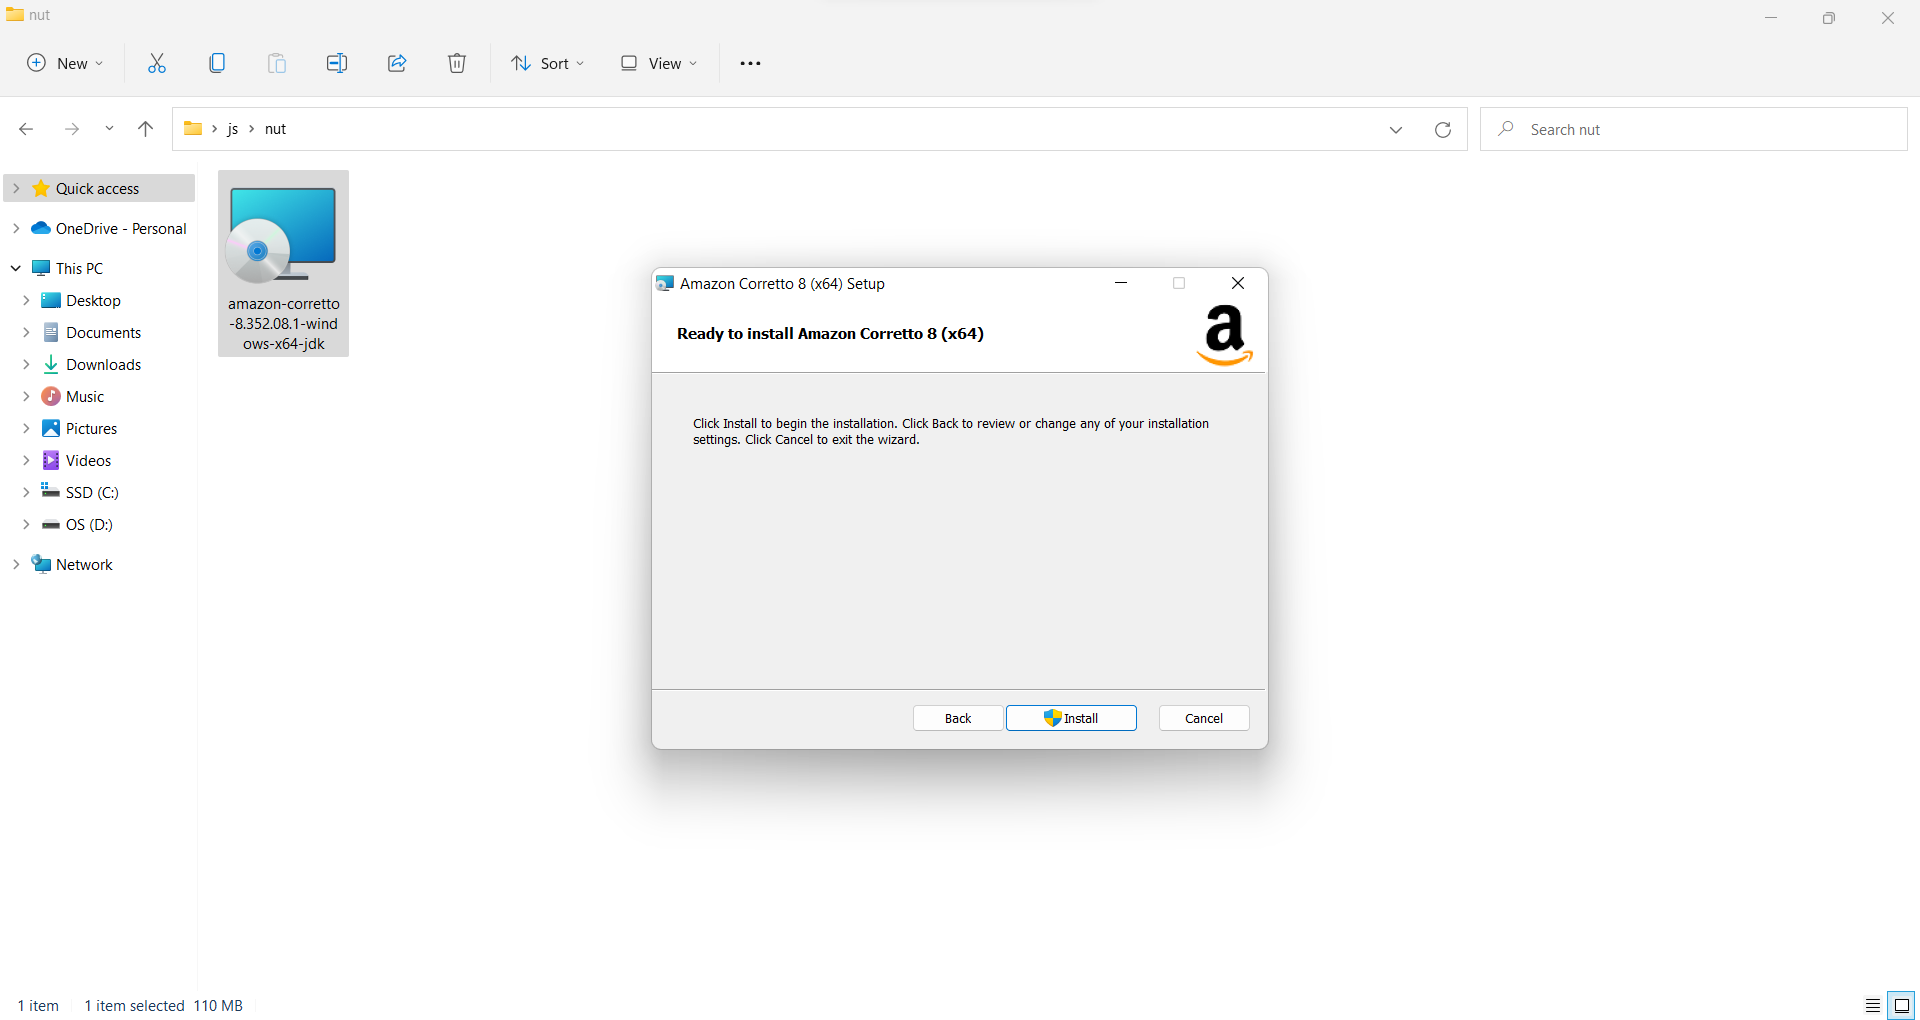 nut
New
Sort
View
js
nut
Search nut
Quick access
OneDrive - Personal
This PC
Desktop
Documents
Downloads
Music
Pictures
Videos
SSD (C:)
OS (D:)
Network
amazon-corretto
-8.352.08.1-wind
ows-x64-jdk
Amazon Corretto 8 (x64) Setup
Ready to install Amazon Corretto 8 (x64)
a
Click Install to begin the installation. Click Back to review or change any of your installation
settings. Click Cancel to exit the wizard.
Back
Install
Cancel
1 item
1 item selected 110 MB